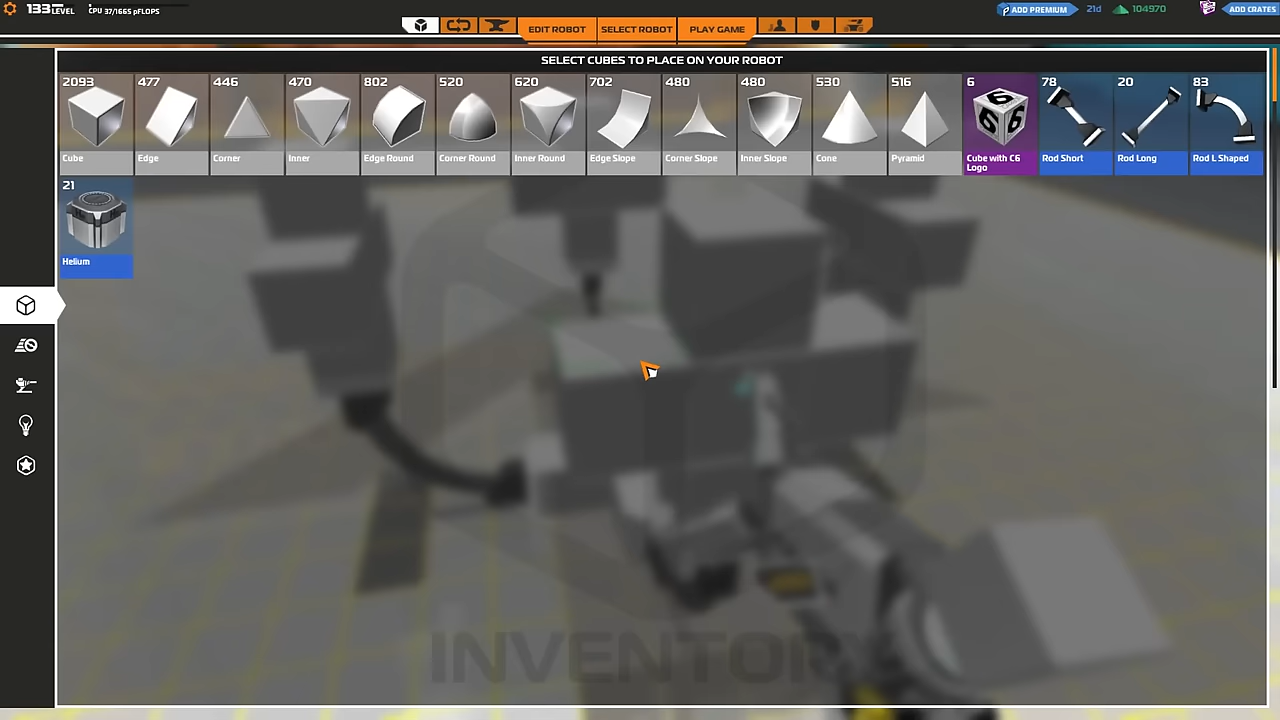 133 LEVEL CPU 37/1665 pFLOPS
ADD PREMIUM 21d 104970 ADD CRATES
EDIT ROBOT SELECT ROBOT PLAY GAME
SELECT CUBES TO PLACE ON YOUR ROBOT
2093 477 446 470 802 520 620 702 480 480 530 516 6 78 20 83
6 6 6
Cube Edge Corner Inner Edge Round Corner Round Inner Round Edge Slope Corner Slope Inner Slope Cone Pyramid Cube with C6 Logo Rod Short Rod Long Rod L Shaped
21
Helium
INVENTORY